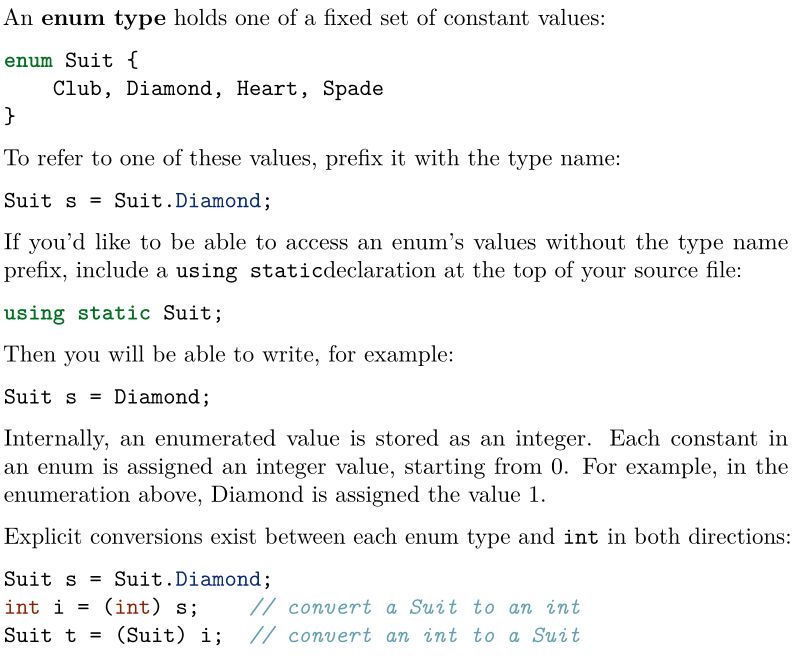 An enum type holds one of a fixed set of constant values:
enum Suit {
    Club, Diamond, Heart, Spade
}
To refer to one of these values, prefix it with the type name:
Suit s = Suit.Diamond;
If you'd like to be able to access an enum's values without the type name
prefix, include a using staticdeclaration at the top of your source file:
using static Suit;
Then you will be able to write, for example:
Suit s = Diamond;
Internally, an enumerated value is stored as an integer. Each constant in
an enum is assigned an integer value, starting from 0. For example, in the
enumeration above, Diamond is assigned the value 1.
Explicit conversions exist between each enum type and int in both directions:
Suit s = Suit.Diamond;
int i = (int) s;    // convert a Suit to an int
Suit t = (Suit) i;  // convert an int to a Suit